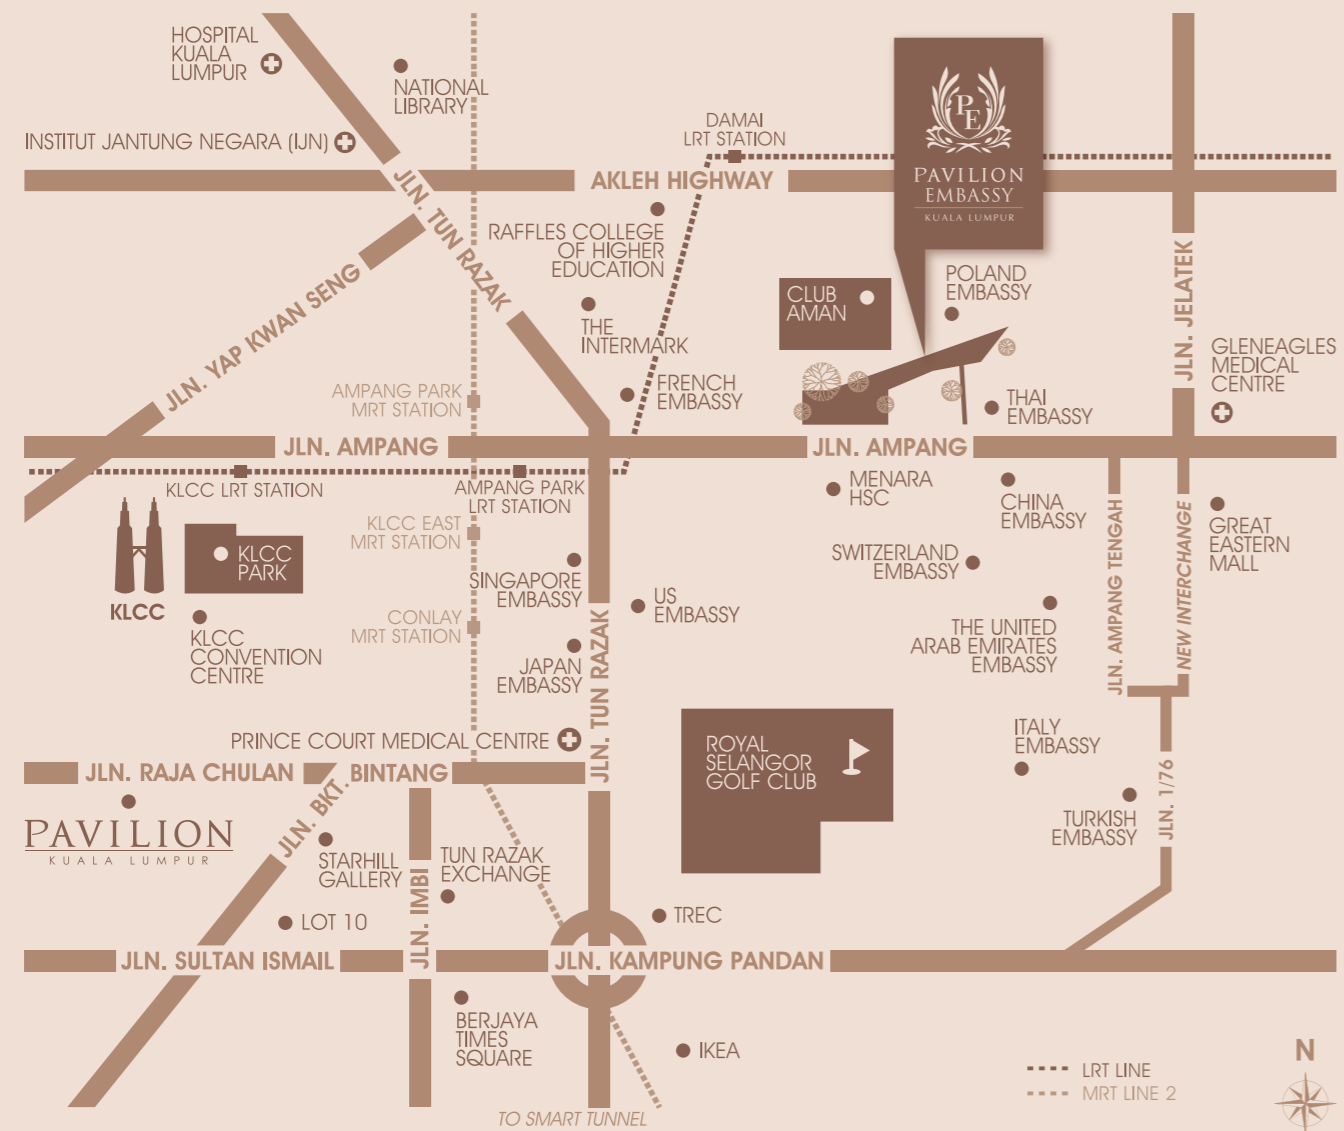 HOSPITAL
KUALA
LUMPUR
NATIONAL
LIBRARY
INSTITUT JANTUNG NEGARA (IJN)
DAMAI
LRT STATION
PE
PAVILION
EMBASSY
KUALA LUMPUR
AKLEH HIGHWAY
JLN. TUN RAZAK
RAFFLES COLLEGE
OF HIGHER
EDUCATION
JLN. YAP KWAN SENG
THE
INTERMARK
CLUB
AMAN
POLAND
EMBASSY
JLN. JELATEK
GLENEAGLES
MEDICAL
CENTRE
AMPANG PARK
MRT STATION
FRENCH
EMBASSY
THAI
EMBASSY
JLN. AMPANG
JLN. AMPANG
KLCC LRT STATION
AMPANG PARK
LRT STATION
MENARA
HSC
CHINA
EMBASSY
JLN. AMPANG TENGAH
NEW INTERCHANGE
GREAT
EASTERN
MALL
KLCC EAST
MRT STATION
KLCC
PARK
KLCC
SINGAPORE
EMBASSY
SWITZERLAND
EMBASSY
US
EMBASSY
CONLAY
MRT STATION
KLCC
CONVENTION
CENTRE
JAPAN
EMBASSY
JLN. TUN RAZAK
THE UNITED
ARAB EMIRATES
EMBASSY
PRINCE COURT MEDICAL CENTRE
ROYAL
SELANGOR
GOLF CLUB
ITALY
EMBASSY
JLN. RAJA CHULAN
JLN. BKT.
BINTANG
TURKISH
EMBASSY
JLN. 1/76
PAVILION
KUALA LUMPUR
STARHILL
GALLERY
JLN. IMBI
TUN RAZAK
EXCHANGE
LOT 10
TREC
JLN. SULTAN ISMAIL
JLN. KAMPUNG PANDAN
BERJAYA
TIMES
SQUARE
IKEA
TO SMART TUNNEL
LRT LINE
MRT LINE 2
N